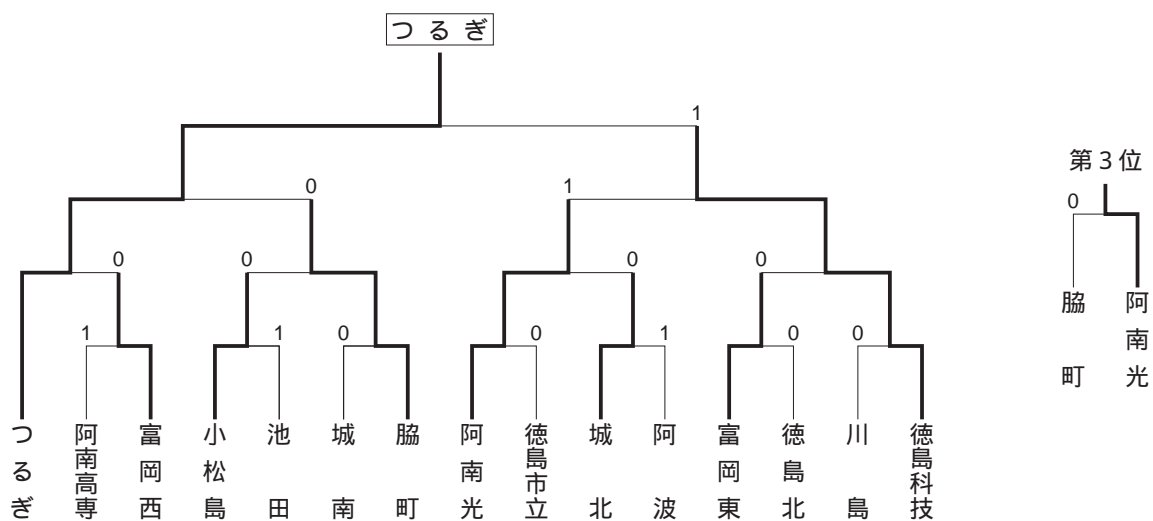 つるぎ
1
第3位
0
0
1
0
0
0
0
1
1
0
0
1
0
0
つるぎ
阿南高専
富岡西
小松島
池田
城南
脇町
阿南光
徳島市立
城北
阿波
富岡東
徳島北
川島
徳島科技
脇町
阿南光